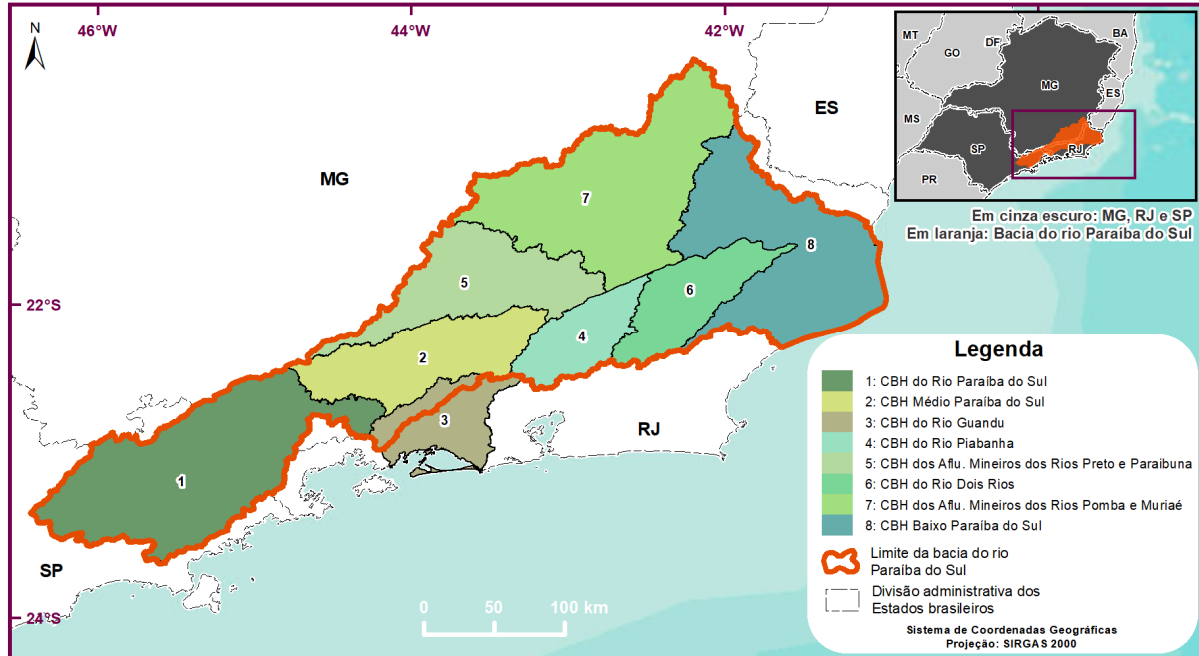 46°W
44°W
42°W
N
22°S
24°S
MG
ES
RJ
SP
1
2
3
4
5
6
7
8
MT
GO
DF
BA
MG
ES
MS
SP
RJ
PR
Em cinza escuro: MG, RJ e SP
Em laranja: Bacia do rio Paraíba do Sul
0 50 100 km
Legenda
1: CBH do Rio Paraíba do Sul
2: CBH Médio Paraíba do Sul
3: CBH do Rio Guandu
4: CBH do Rio Piabanha
5: CBH dos Aflu. Mineiros dos Rios Preto e Paraibuna
6: CBH do Rio Dois Rios
7: CBH dos Aflu. Mineiros dos Rios Pomba e Muriaé
8: CBH Baixo Paraíba do Sul
Limite da bacia do rio
Paraíba do Sul
Divisão administrativa dos
Estados brasileiros
Sistema de Coordenadas Geográficas
Projeção: SIRGAS 2000